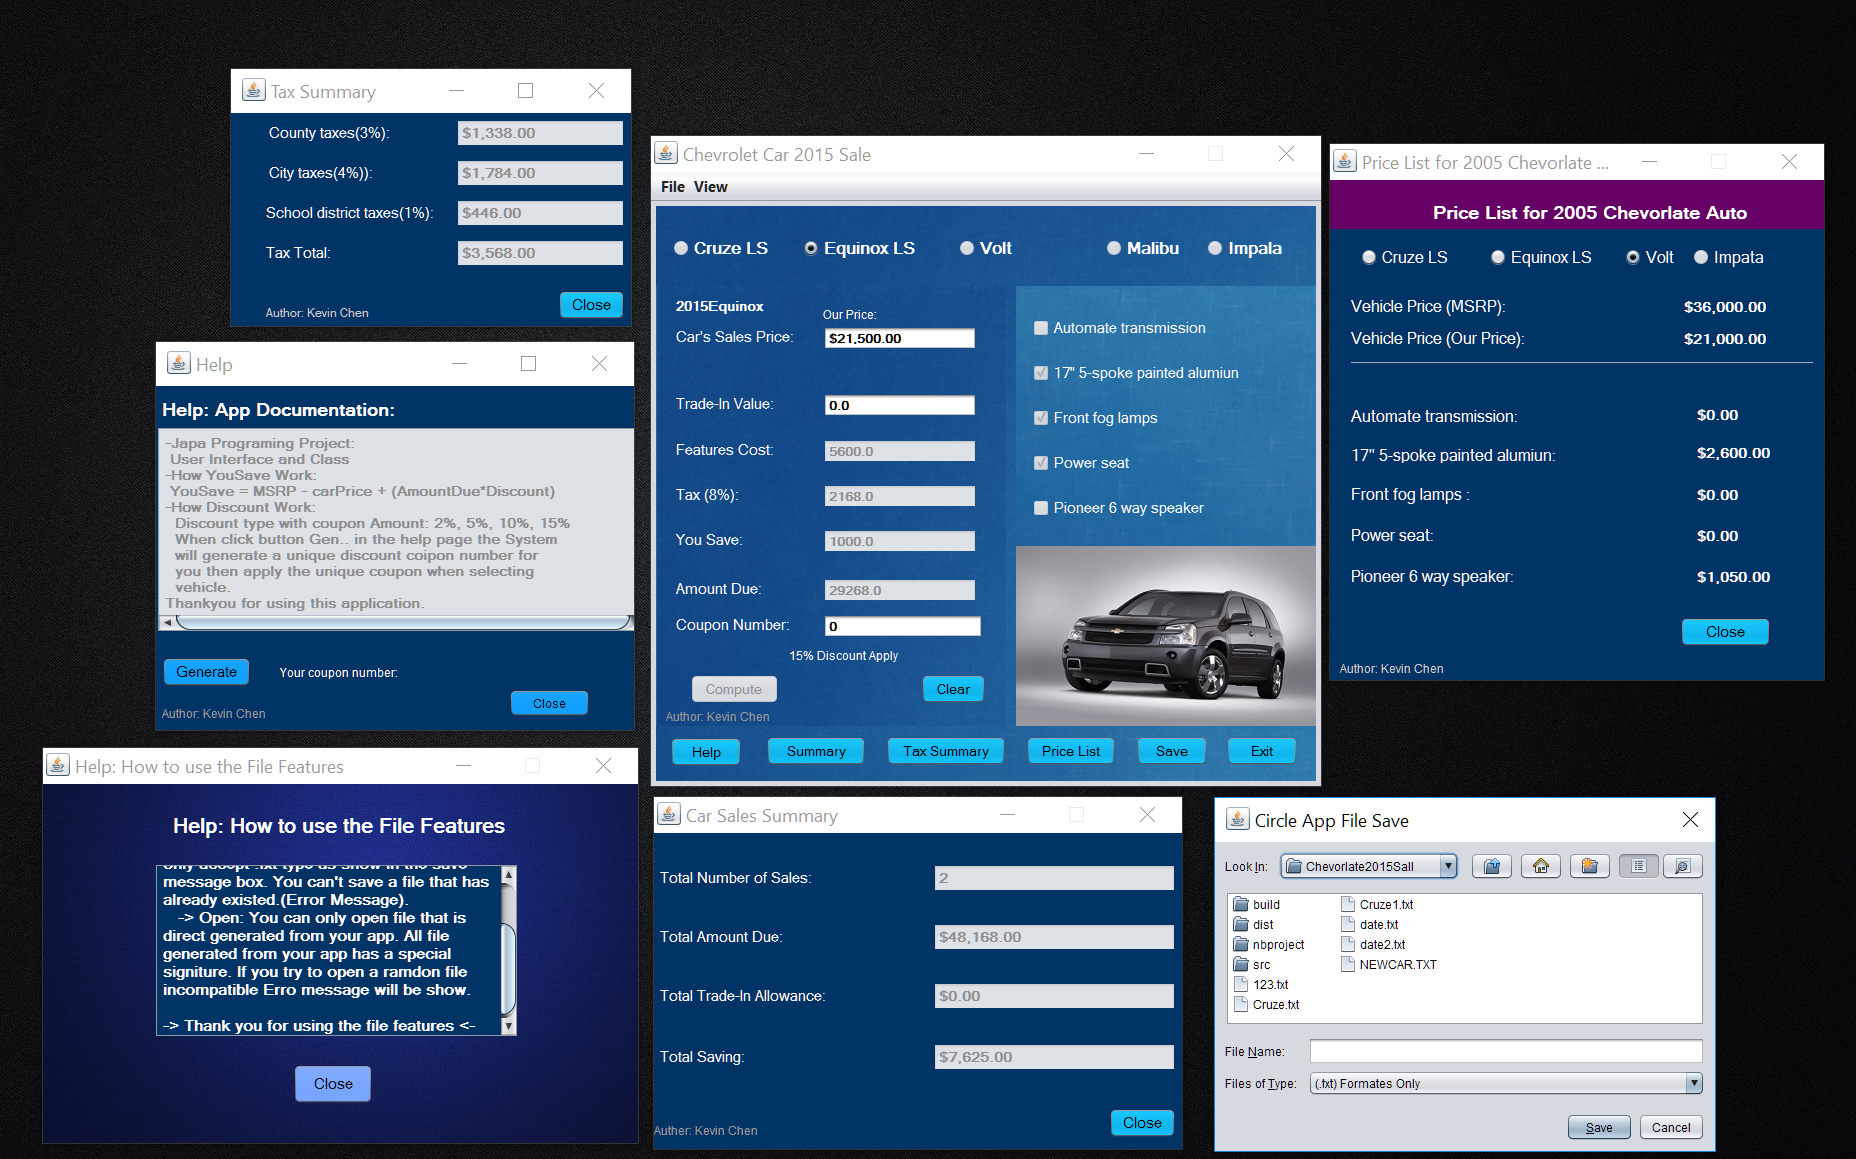 Tax Summary
County taxes(3%): $1,338.00
City taxes(4%)): $1,784.00
School district taxes(1%): $446.00
Tax Total: $3,568.00
Close
Author: Kevin Chen
Help
Help: App Documentation:
-Japa Programing Project:
User Interface and Class
-How YouSave Work:
YouSave = MSRP - carPrice + (AmountDue*Discount)
-How Discount Work:
Discount type with coupon Amount: 2%, 5%, 10%, 15%
When click button Gen.. in the help page the System
will generate a unique discount coipon number for
you then apply the unique coupon when selecting
vehicle.
Thankyou for using this application.
Generate Your coupon number:
Close
Author: Kevin Chen
Help: How to use the File Features
Help: How to use the File Features
only accept .txt type as show in the save
message box. You can't save a file that has
already existed.(Error Message).
-> Open: You can only open file that is
direct generated from your app. All file
generated from your app has a special
signiture. If you try to open a ramdon file
incompatible Erro message will be show.
-> Thank you for using the file features <-
Close
Chevrolet Car 2015 Sale
File View
Cruze LS Equinox LS Volt Malibu Impala
2015Equinox
Our Price:
Car's Sales Price: $21,500.00
Trade-In Value: 0.0
Features Cost: 5600.0
Tax (8%): 2168.0
You Save: 1000.0
Amount Due: 29268.0
Coupon Number: 0
15% Discount Apply
Compute Clear
Author: Kevin Chen
Automate transmission
17" 5-spoke painted alumiun
Front fog lamps
Power seat
Pioneer 6 way speaker
Help Summary Tax Summary Price List Save Exit
Price List for 2005 Chevorlate ...
Price List for 2005 Chevorlate Auto
Cruze LS Equinox LS Volt Impata
Vehicle Price (MSRP): $36,000.00
Vehicle Price (Our Price): $21,000.00
Automate transmission: $0.00
17" 5-spoke painted alumiun: $2,600.00
Front fog lamps : $0.00
Power seat: $0.00
Pioneer 6 way speaker: $1,050.00
Close
Author: Kevin Chen
Car Sales Summary
Total Number of Sales: 2
Total Amount Due: $48,168.00
Total Trade-In Allowance: $0.00
Total Saving: $7,625.00
Close
Author: Kevin Chen
Circle App File Save
Look In: Chevorlate2015Sall
build Cruze1.txt
dist date.txt
nbproject date2.txt
src NEWCAR.TXT
123.txt
Cruze.txt
File Name:
Files of Type: (.txt) Formates Only
Save Cancel